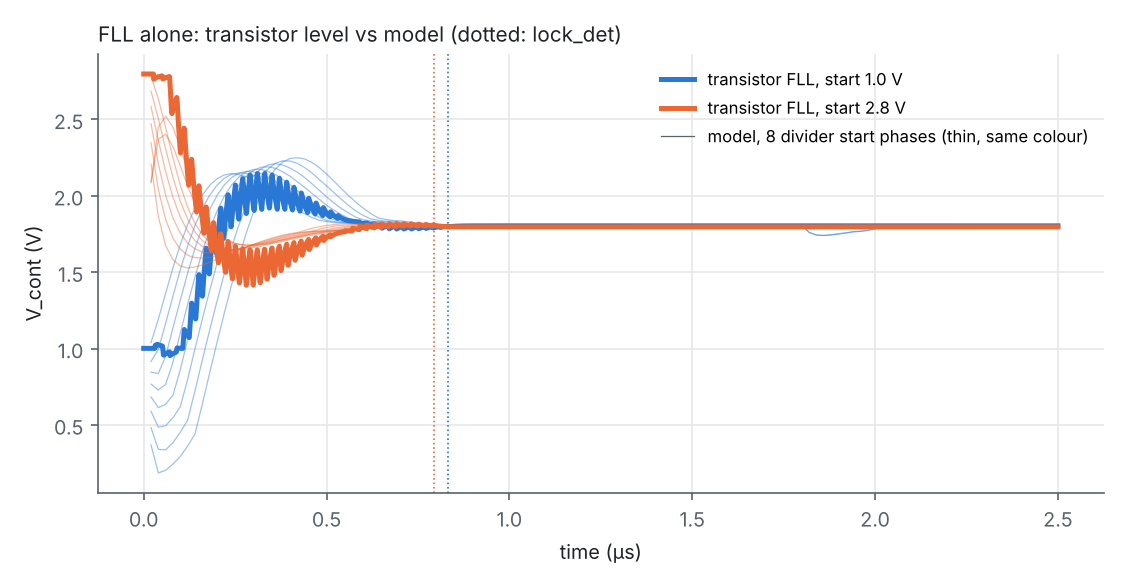 FLL alone: transistor level vs model (dotted: lock_det)
transistor FLL, start 1.0 V
transistor FLL, start 2.8 V
model, 8 divider start phases (thin, same colour)
V_cont (V)
2.5
2.0
1.5
1.0
0.5
0.0 0.5 1.0 1.5 2.0 2.5
time (µs)